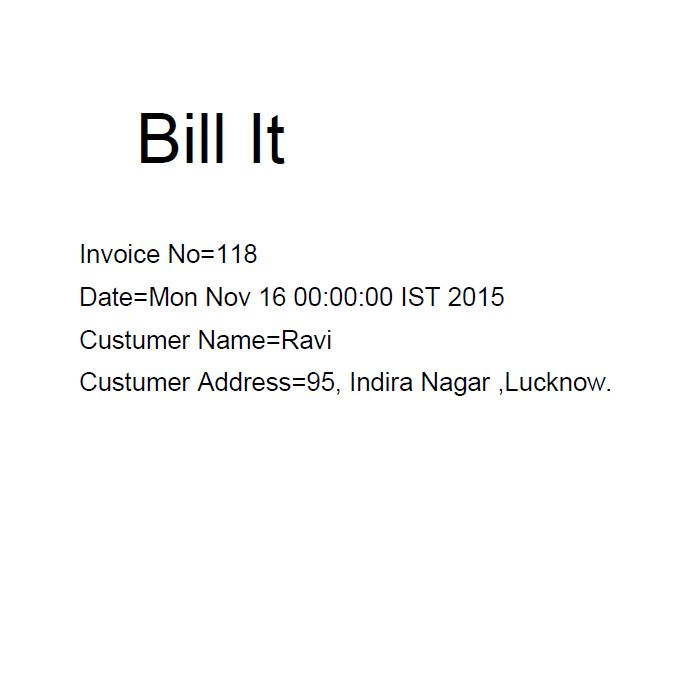 Bill It
Invoice No=118
Date=Mon Nov 16 00:00:00 IST 2015
Custumer Name=Ravi
Custumer Address=95, Indira Nagar ,Lucknow.